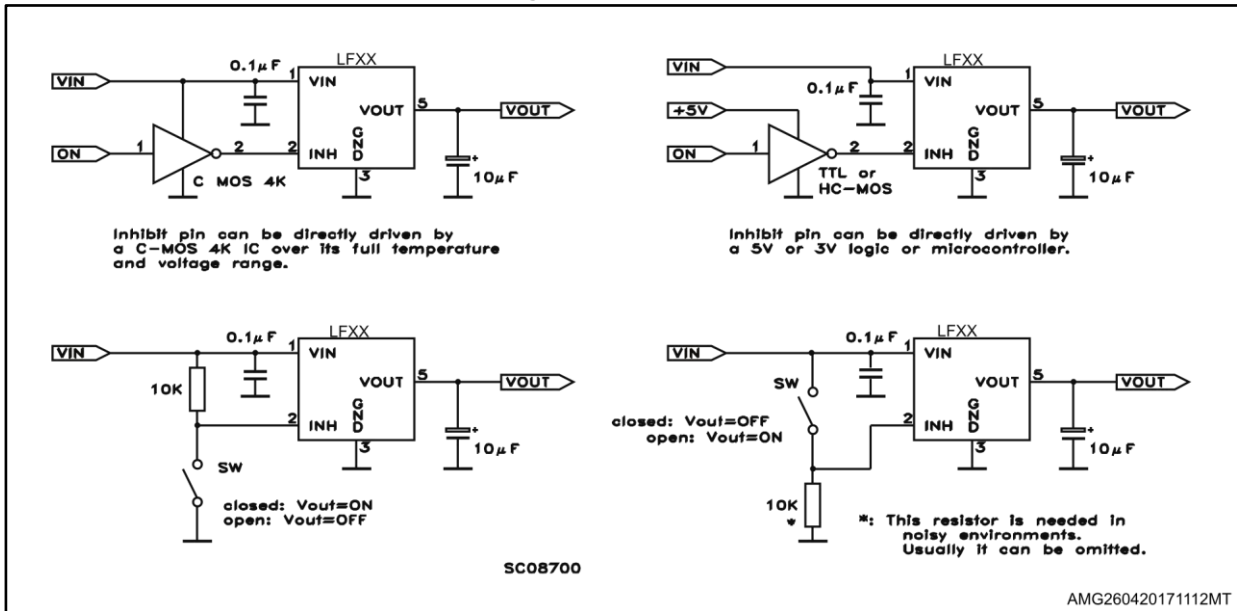 LFXX
VIN
0.1μF
1
VIN
VOUT
5
VOUT
ON
1
2
2
INH
GND
3
C MOS 4K
+
10μF
Inhibit pin can be directly driven by
a C-MOS 4K IC over its full temperature
and voltage range.
LFXX
VIN
0.1μF
1
VIN
+5V
VOUT
5
VOUT
ON
1
2
2
INH
GND
3
TTL or
HC-MOS
+
10μF
Inhibit pin can be directly driven by
a 5V or 3V logic or microcontroller.
LFXX
VIN
0.1μF
1
VIN
10K
VOUT
5
VOUT
2
INH
GND
3
+
10μF
SW
closed: Vout=ON
open: Vout=OFF
LFXX
VIN
0.1μF
1
VIN
SW
VOUT
5
VOUT
closed: Vout=OFF
open: Vout=ON
2
INH
GND
3
+
10μF
10K
*
*: This resistor is needed in
noisy environments.
Usually it can be omitted.
SC08700
AMG260420171112MT